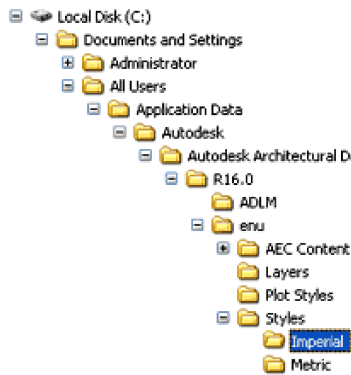 Local Disk (C:)
Documents and Settings
Administrator
All Users
Application Data
Autodesk
Autodesk Architectural D
R16.0
ADLM
enu
AEC Content
Layers
Plot Styles
Styles
Imperial
Metric